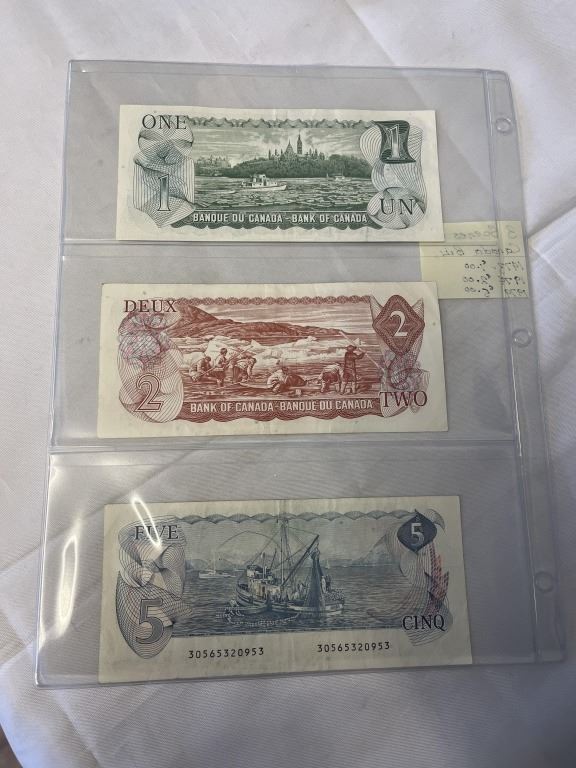 ONE
1
1
UN
BANQUE DU CANADA - BANK OF CANADA
DEUX
2
2
TWO
BANK OF CANADA - BANQUE DU CANADA
FIVE
5
5
CINQ
30565320953 30565320953